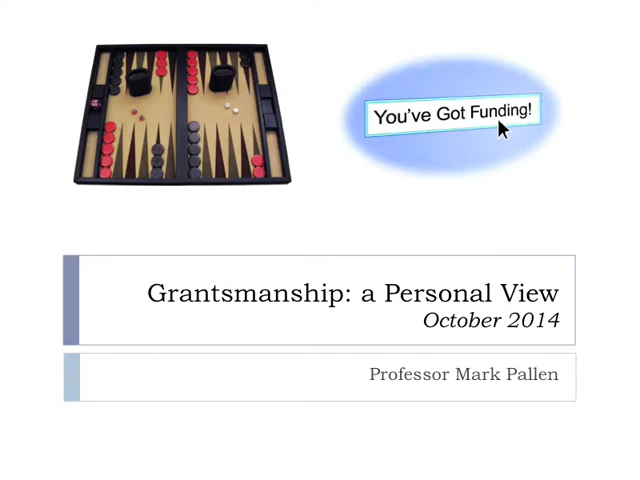 You've Got Funding!
Grantsmanship: a Personal View
October 2014
Professor Mark Pallen